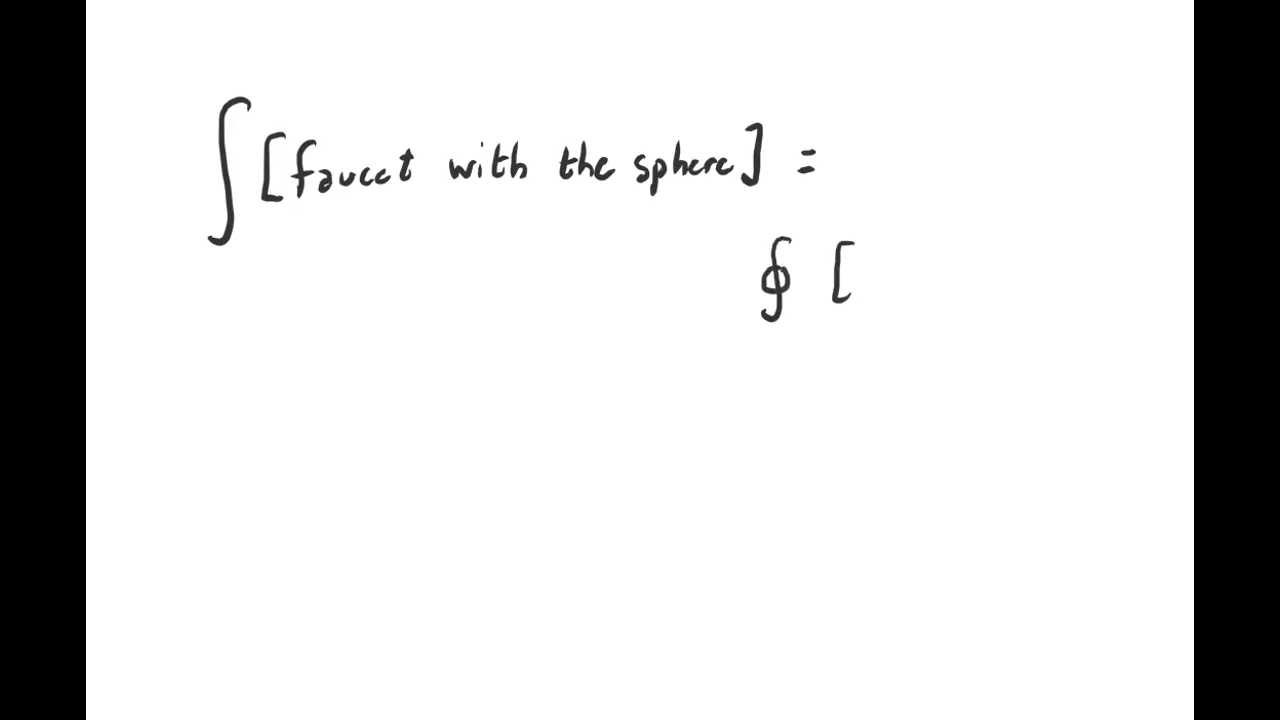 ∫ [faucet with the sphere] =
∮ [